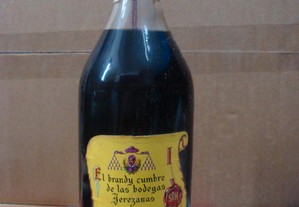 El brandy cumbre
de las bodegas
Jerezanas